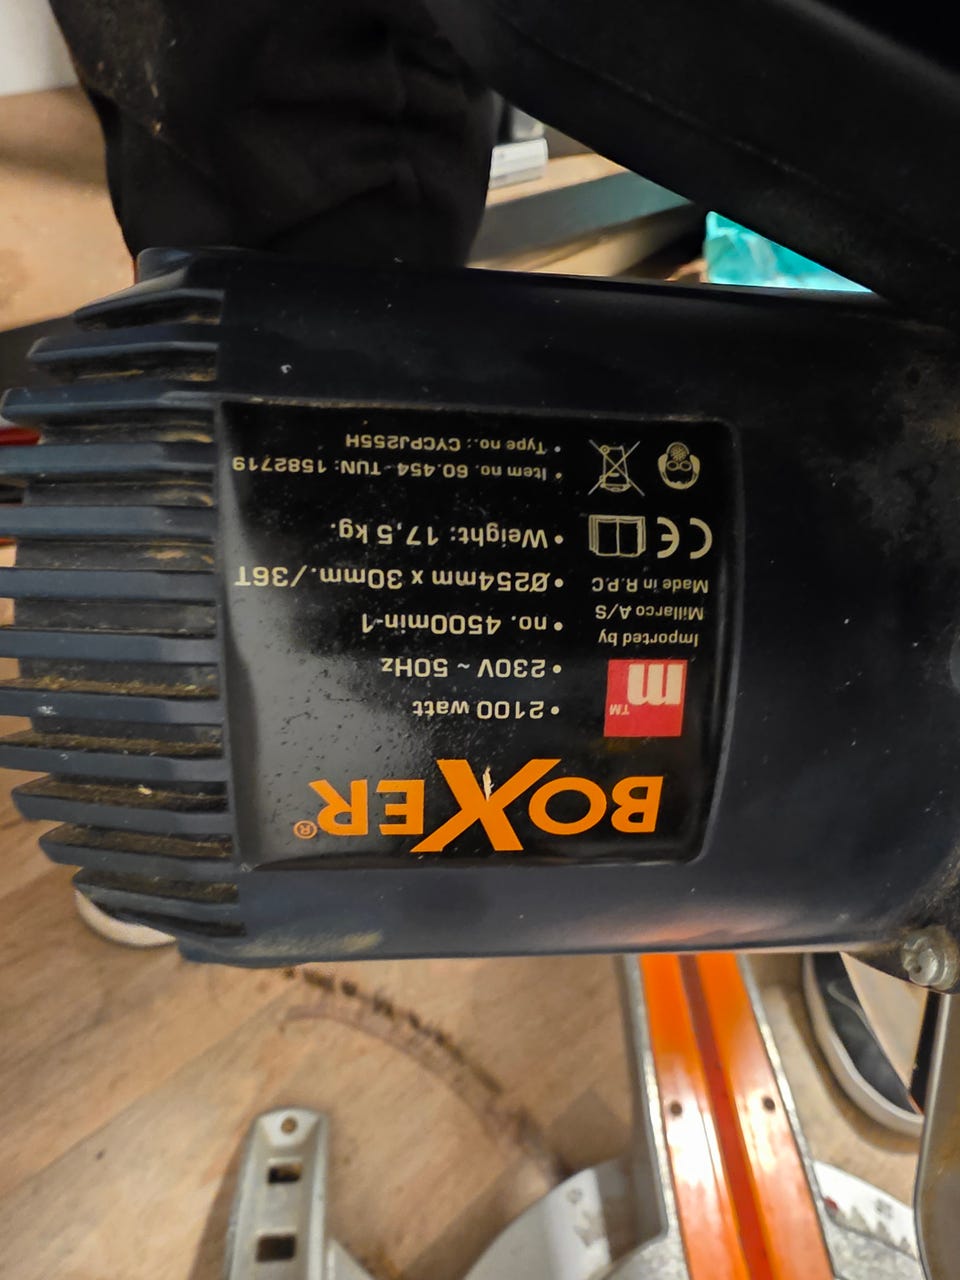 BOXER®
• 2100 watt
• 230V ~ 50Hz
• no. 4500min-1
• Ø254mm x 30mm./36T
• Weight: 17,5 kg.
• Item no. 60.454 - TUN: 1582719
• Type no.: CYCPJ255H
m™
Imported by
Millarco A/S
Made in R.P.C
CE